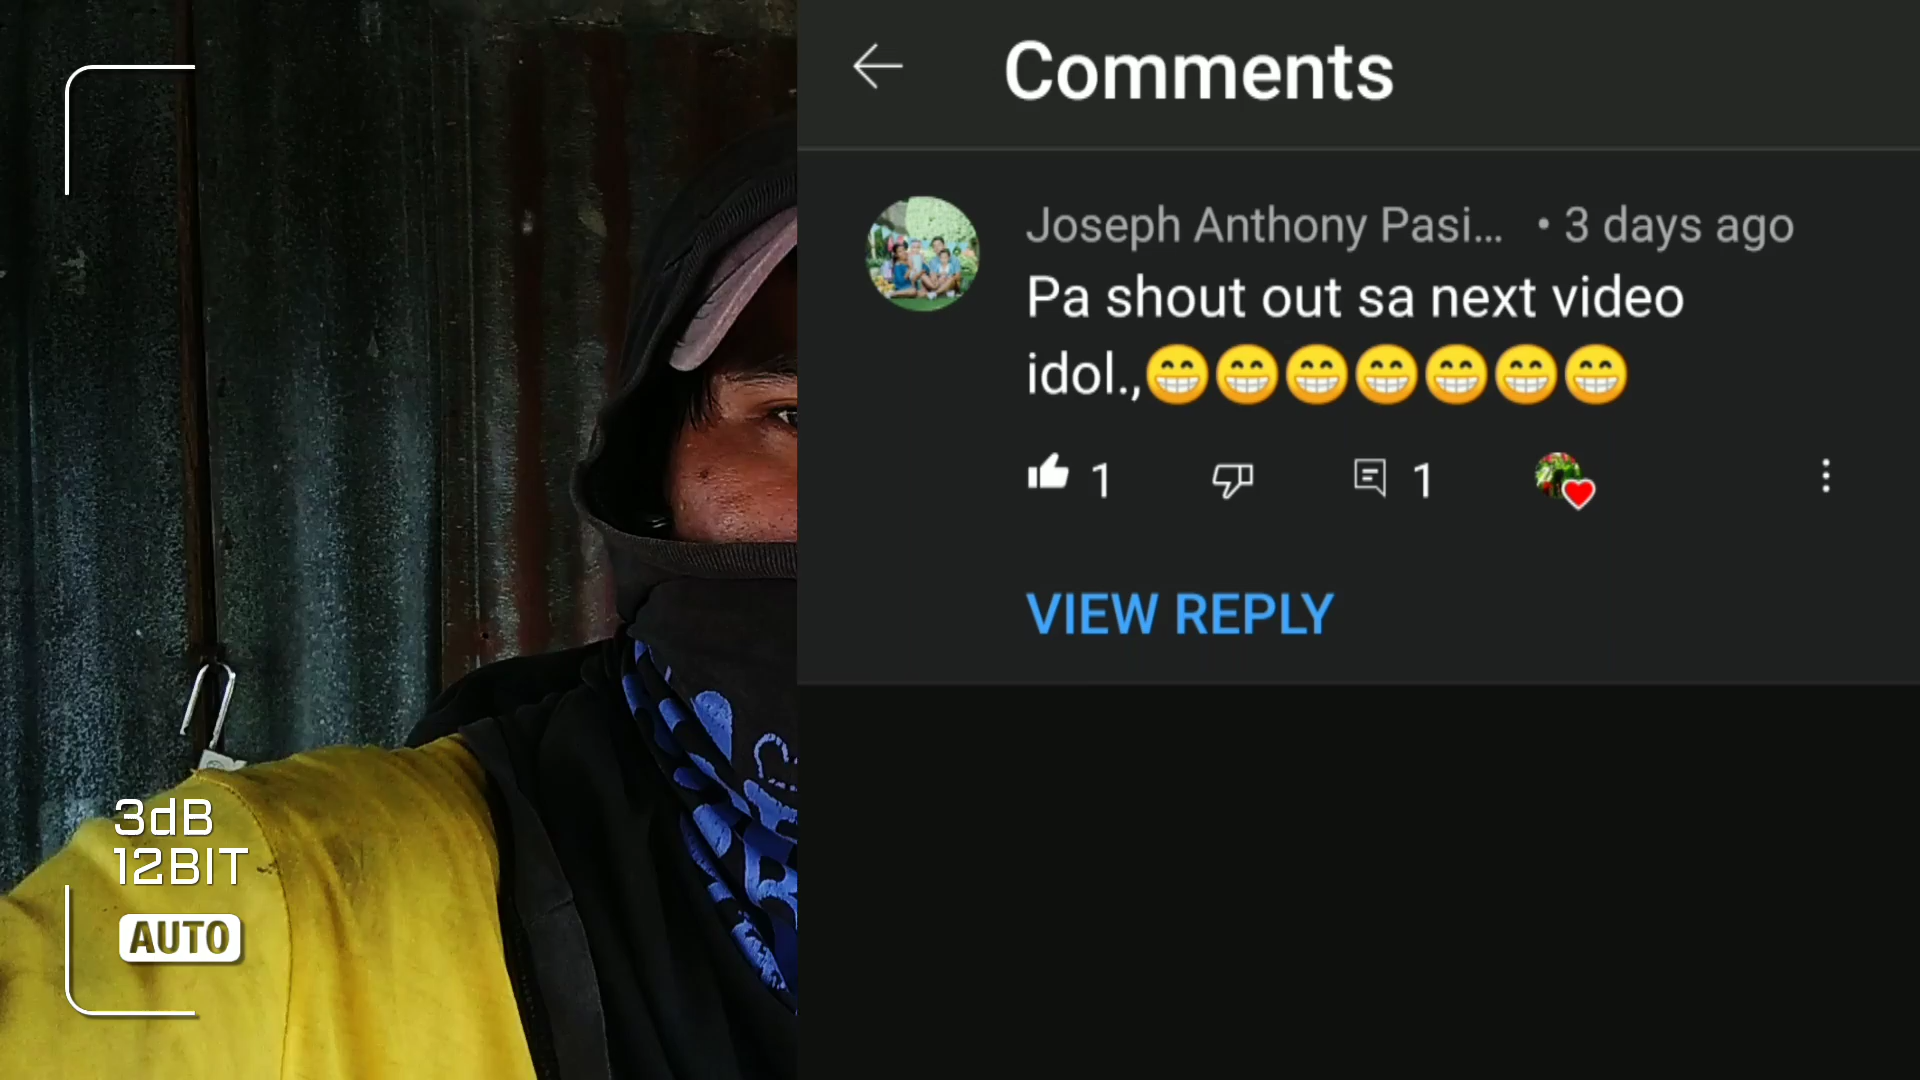 Comments
Joseph Anthony Pasi... • 3 days ago
Pa shout out sa next video
idol.,😁😁😁😁😁😁😁
1
1
VIEW REPLY
3dB
12BIT
AUTO